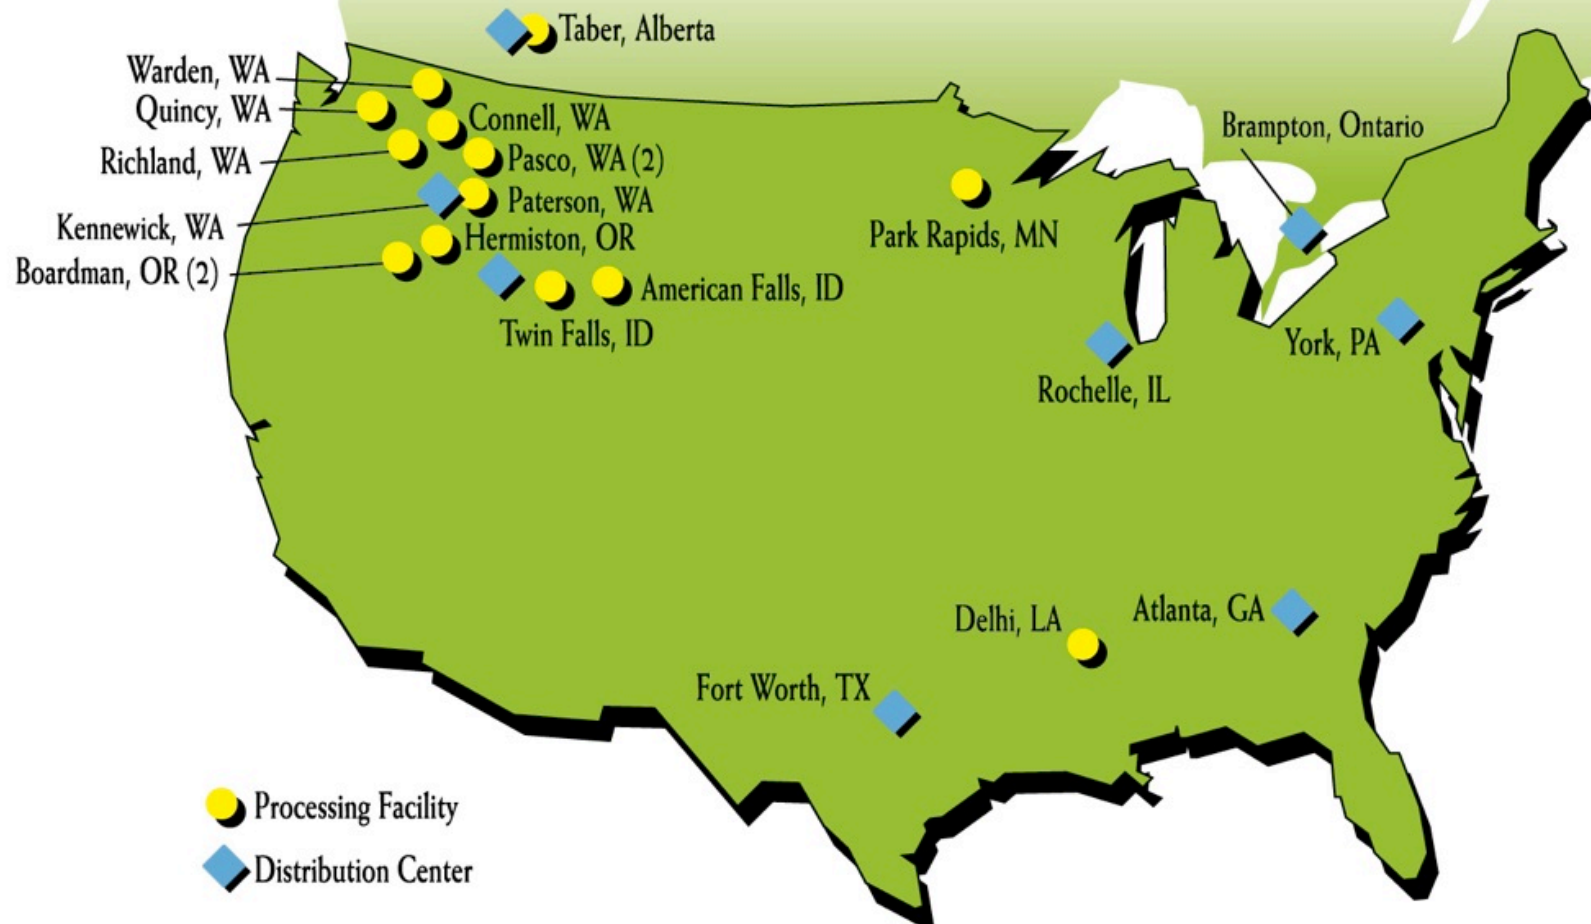 Taber, Alberta
Warden, WA
Quincy, WA
Connell, WA
Brampton, Ontario
Richland, WA
Pasco, WA (2)
Paterson, WA
Kennewick, WA
Hermiston, OR
Park Rapids, MN
Boardman, OR (2)
American Falls, ID
Twin Falls, ID
York, PA
Rochelle, IL
Delhi, LA
Atlanta, GA
Fort Worth, TX
Processing Facility
Distribution Center